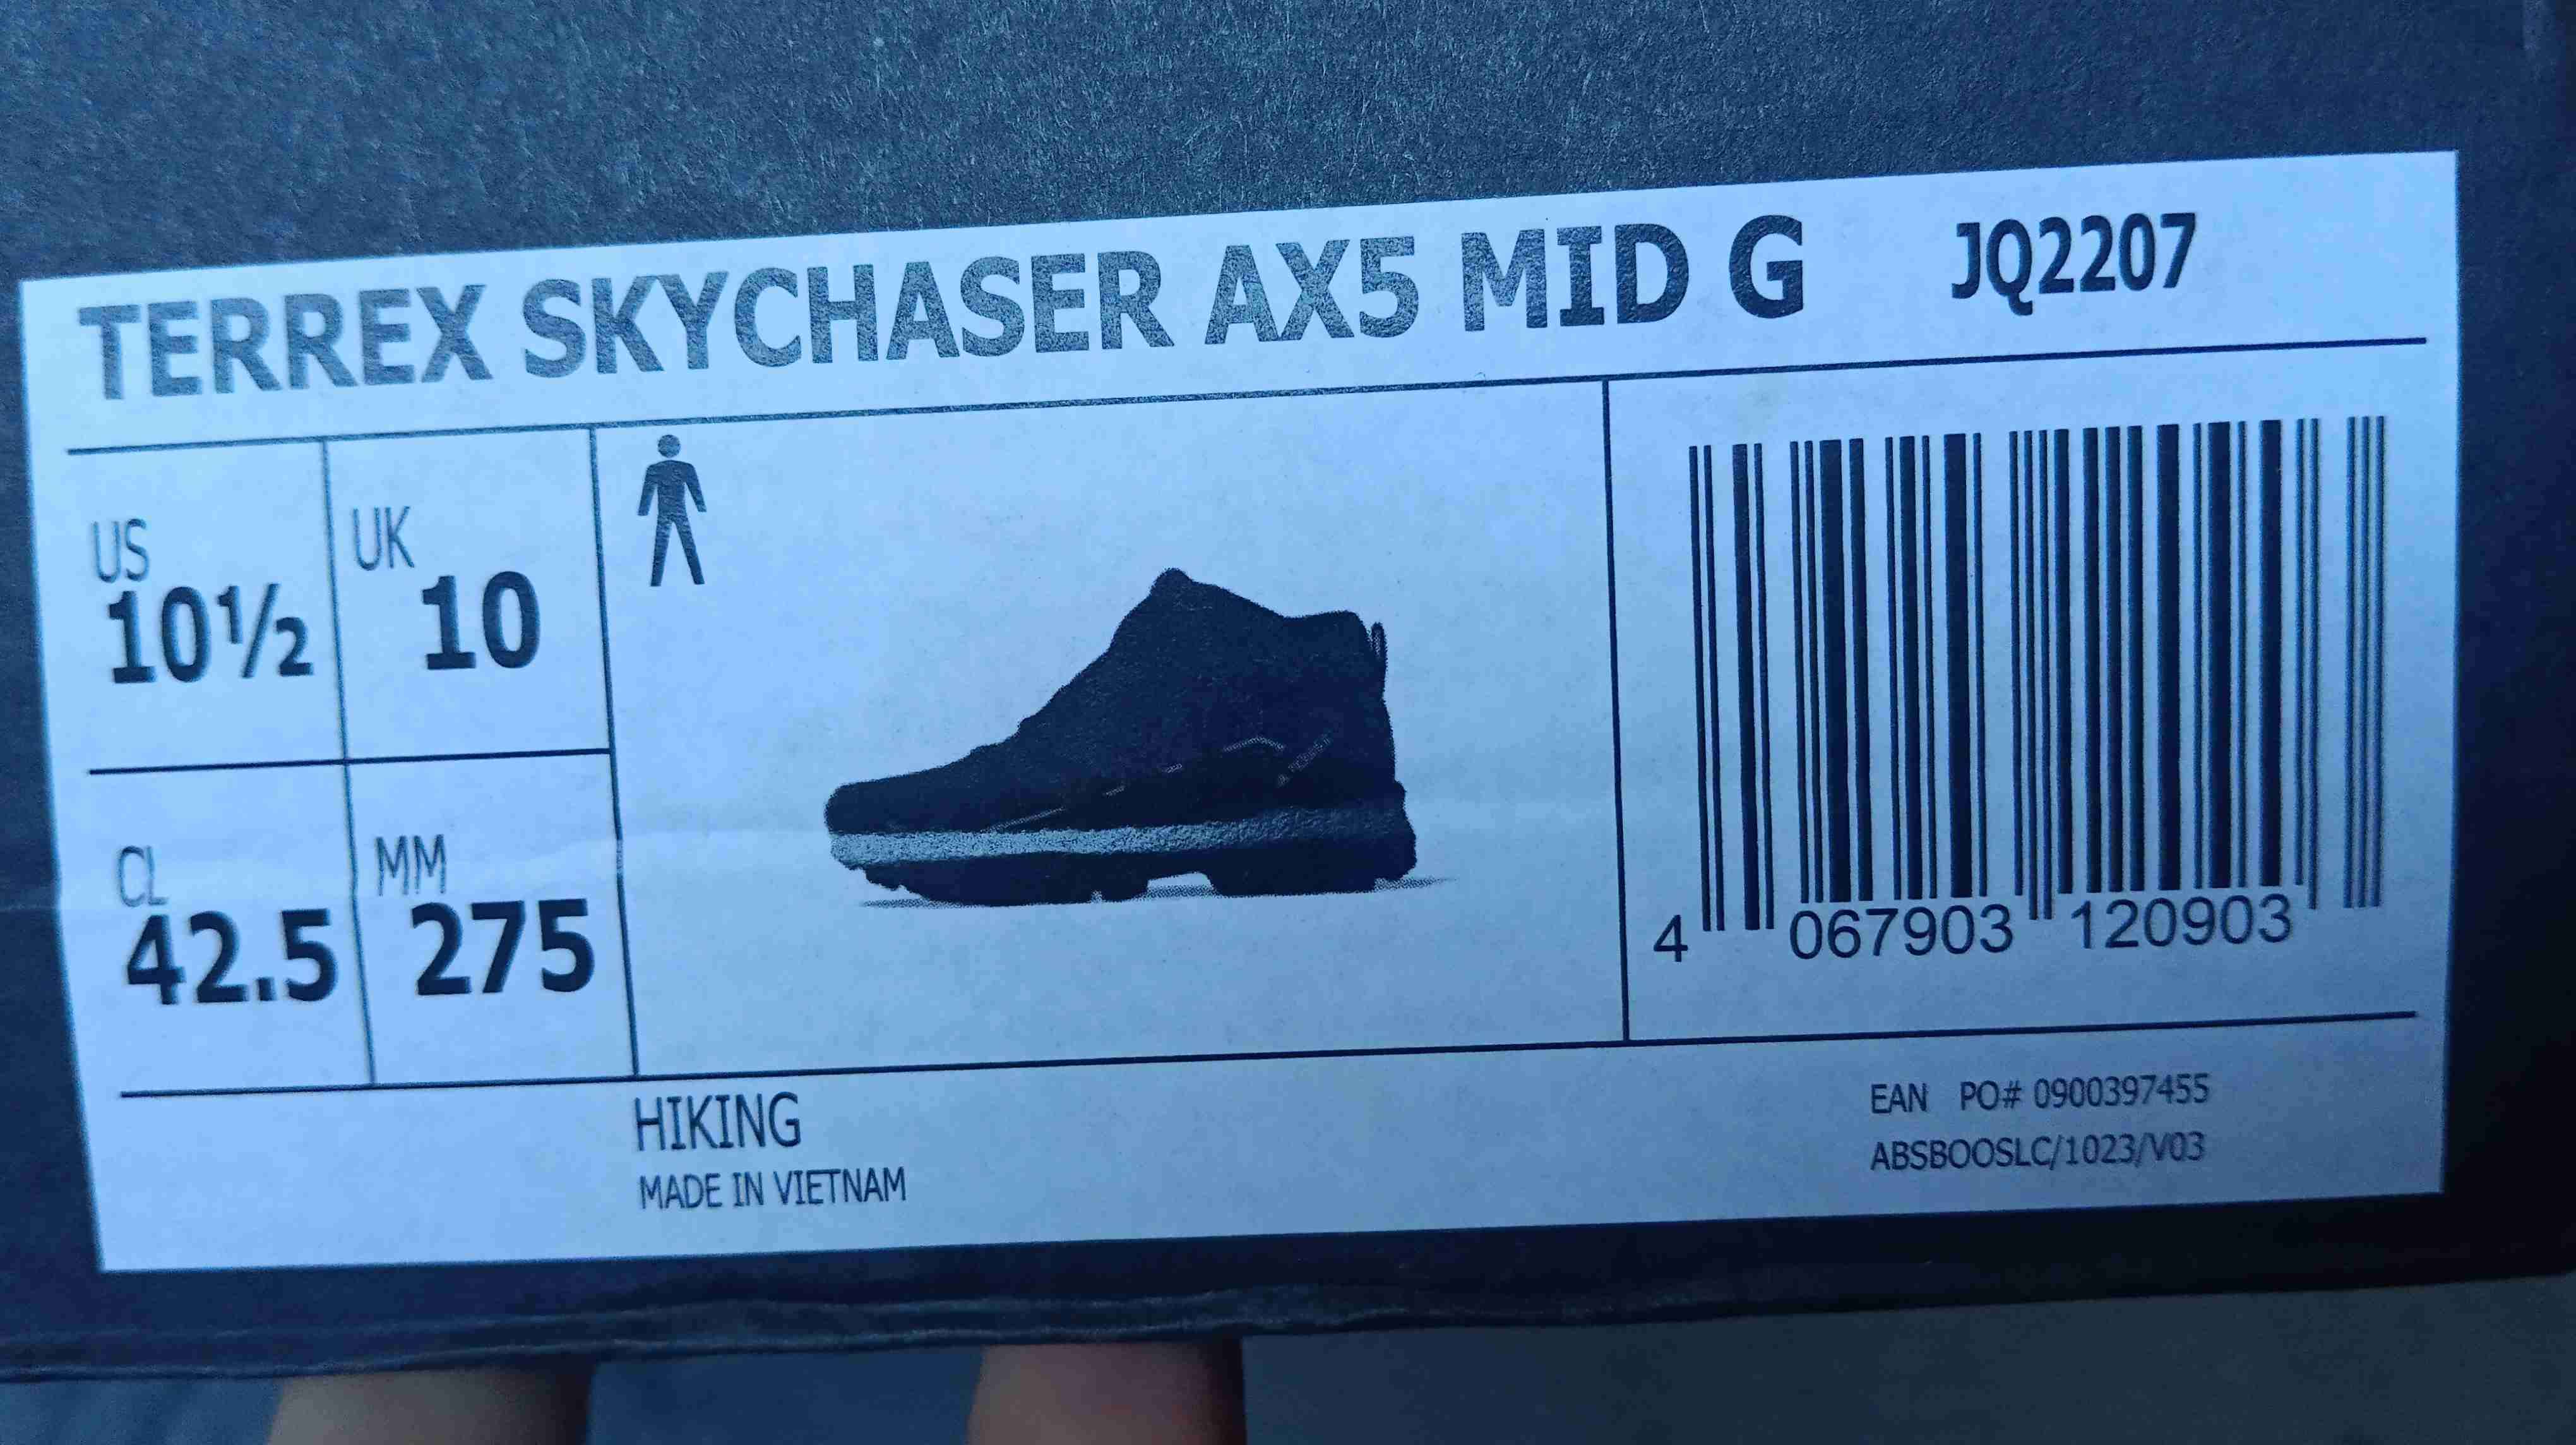 TERREX SKYCHASER AX5 MID G JQ2207
US UK
10½ 10
CL MM
42.5 275
4 067903 120903
HIKING
MADE IN VIETNAM
EAN PO# 0900397455
ABSBOOSLC/1023/V03